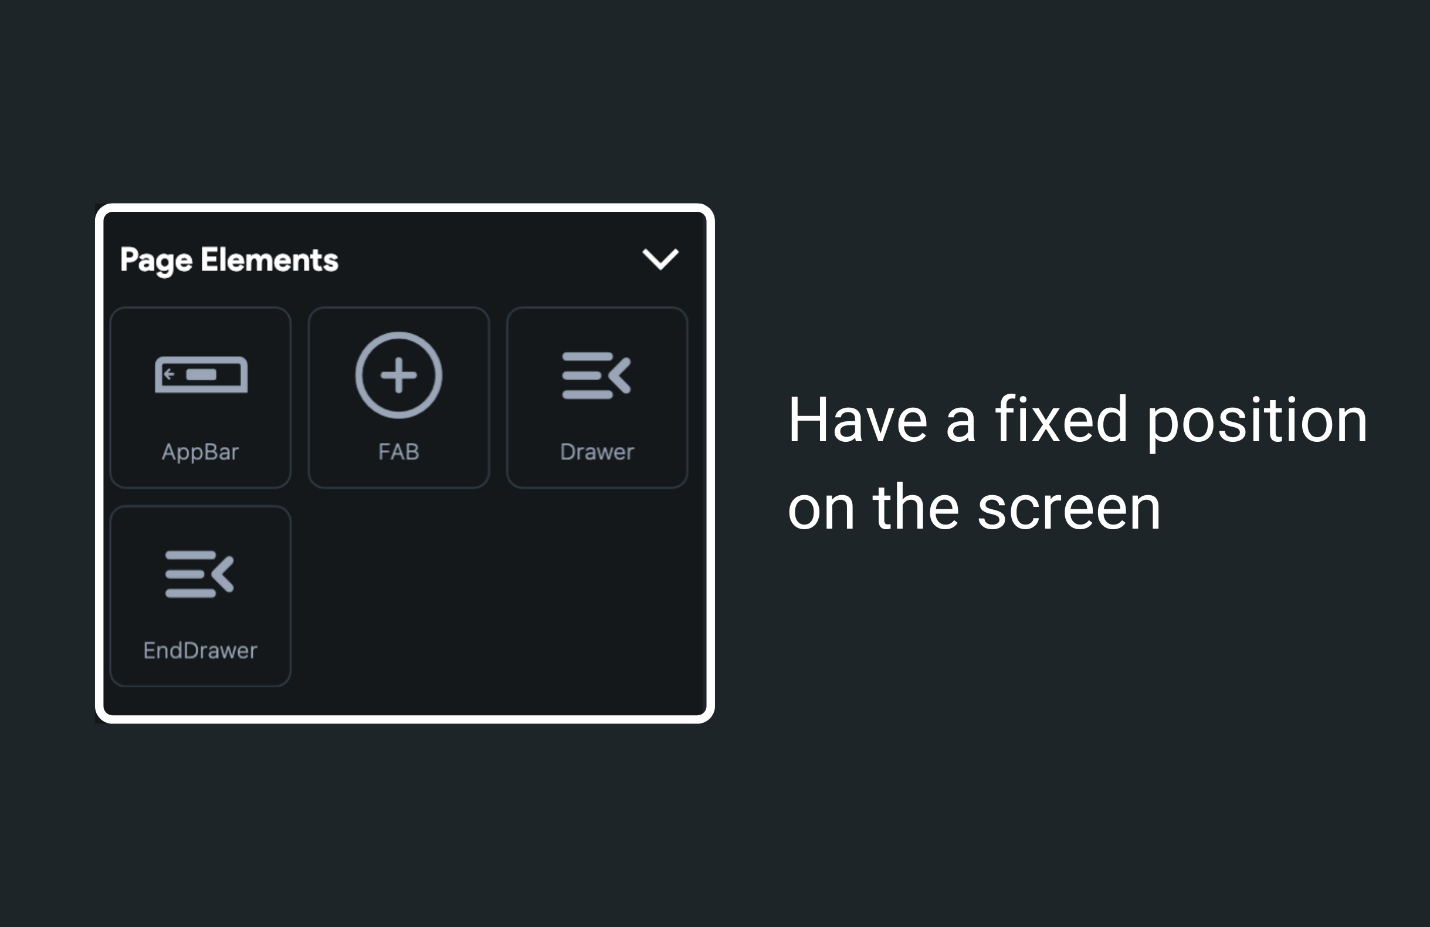 Page Elements
AppBar
FAB
Drawer
EndDrawer
Have a fixed position
on the screen